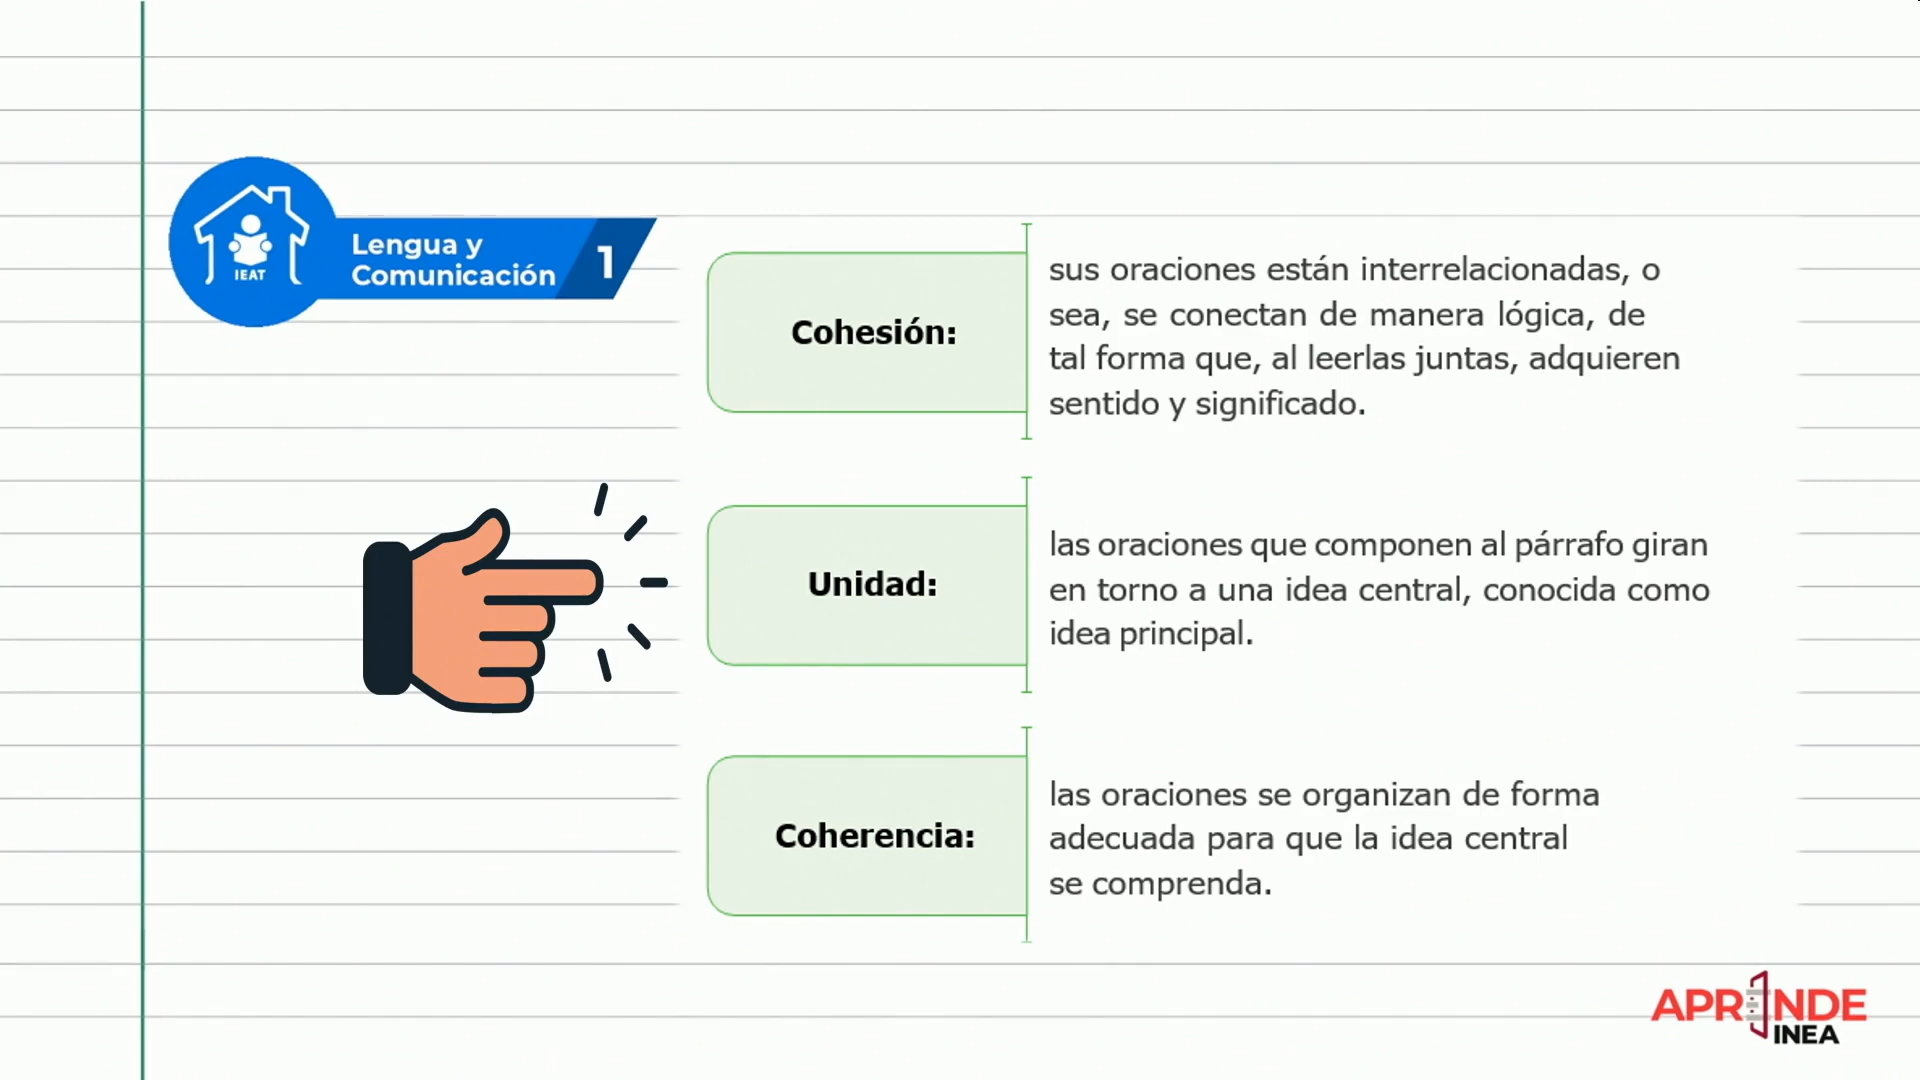 IEAT
Lengua y
Comunicación
1
Cohesión:
sus oraciones están interrelacionadas, o
sea, se conectan de manera lógica, de
tal forma que, al leerlas juntas, adquieren
sentido y significado.
Unidad:
las oraciones que componen al párrafo giran
en torno a una idea central, conocida como
idea principal.
Coherencia:
las oraciones se organizan de forma
adecuada para que la idea central
se comprenda.
APRENDE
INEA